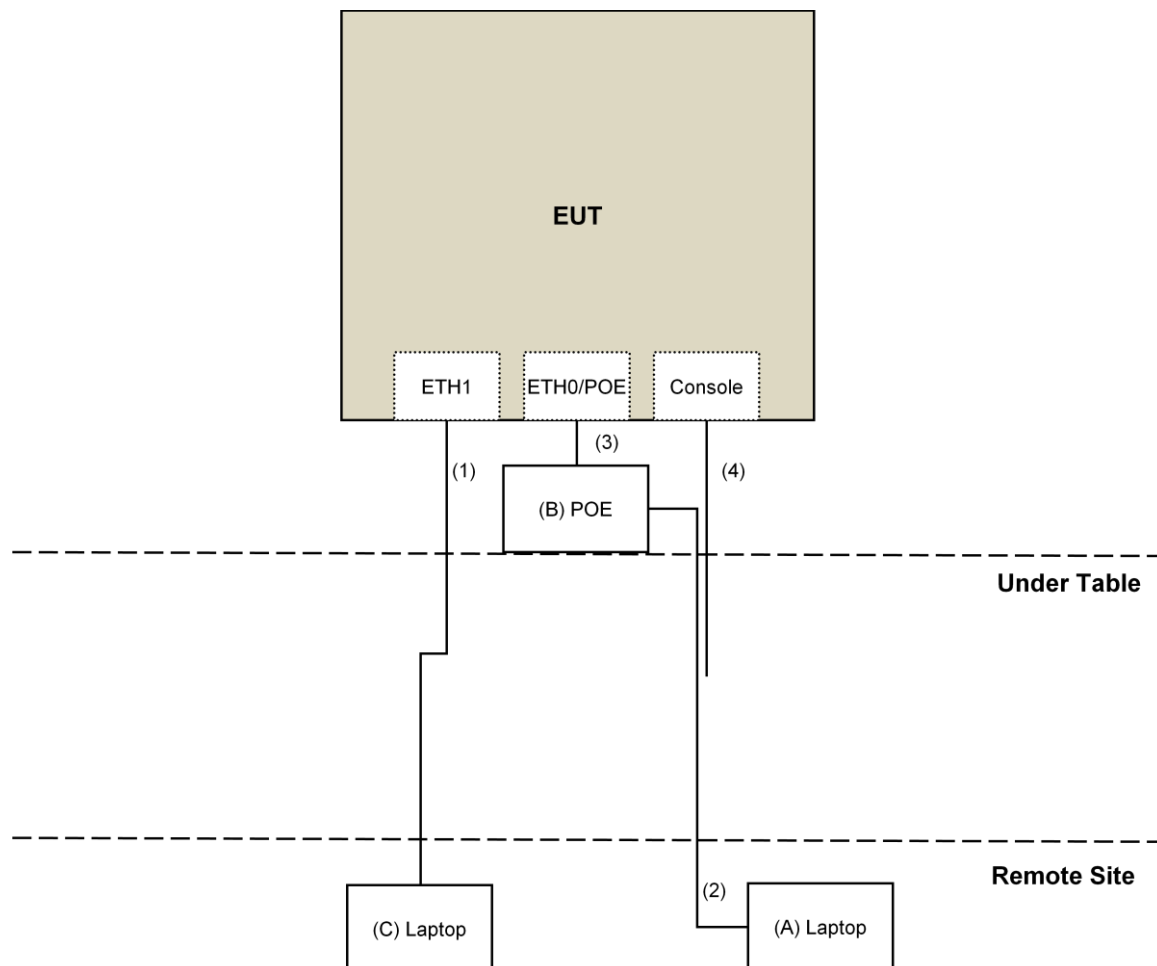 EUT
ETH1
ETH0/POE
Console
(1)
(3)
(4)
(B) POE
Under Table
Remote Site
(C) Laptop
(2)
(A) Laptop